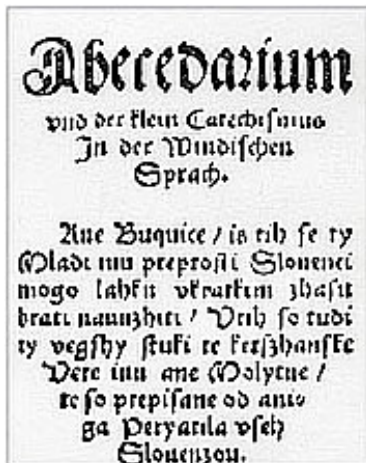 Abecedarium
vnd der klein Catechismus
In der Windischen
Sprach.
Ane Buquice / is tih se ty
Mladi inu preprosti Slouenci
mogo lahku vkratkim zhasu
brati nauuzhiti / Vtih so tudi
ty vegshy stuki te kerszhanske
Vere inu ane Molytue /
te so prepisane od aniga
ga Peryatila vseh
Slouenzou.